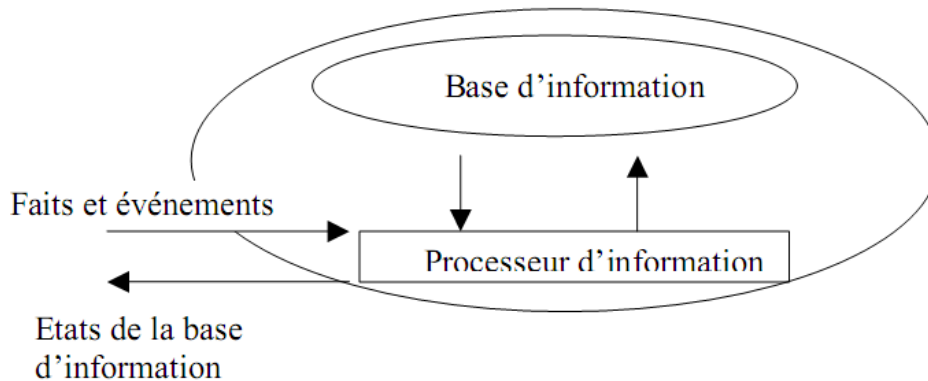 Base d'information
Faits et événements
Processeur d'information
Etats de la base
d'information